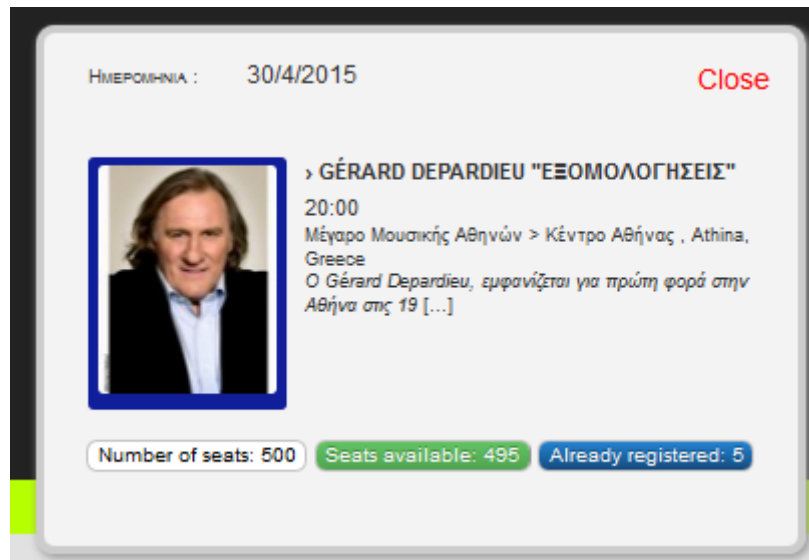 ΗΜΕΡΟΜΗΝΙΑ : 30/4/2015
Close
› GÉRARD DEPARDIEU "ΕΞΟΜΟΛΟΓΗΣΕΙΣ"
20:00
Μέγαρο Μουσικής Αθηνών > Κέντρο Αθήνας , Athina,
Greece
Ο Gérard Depardieu, εμφανίζεται για πρώτη φορά στην
Αθήνα στις 19 […]
Number of seats: 500 Seats available: 495 Already registered: 5